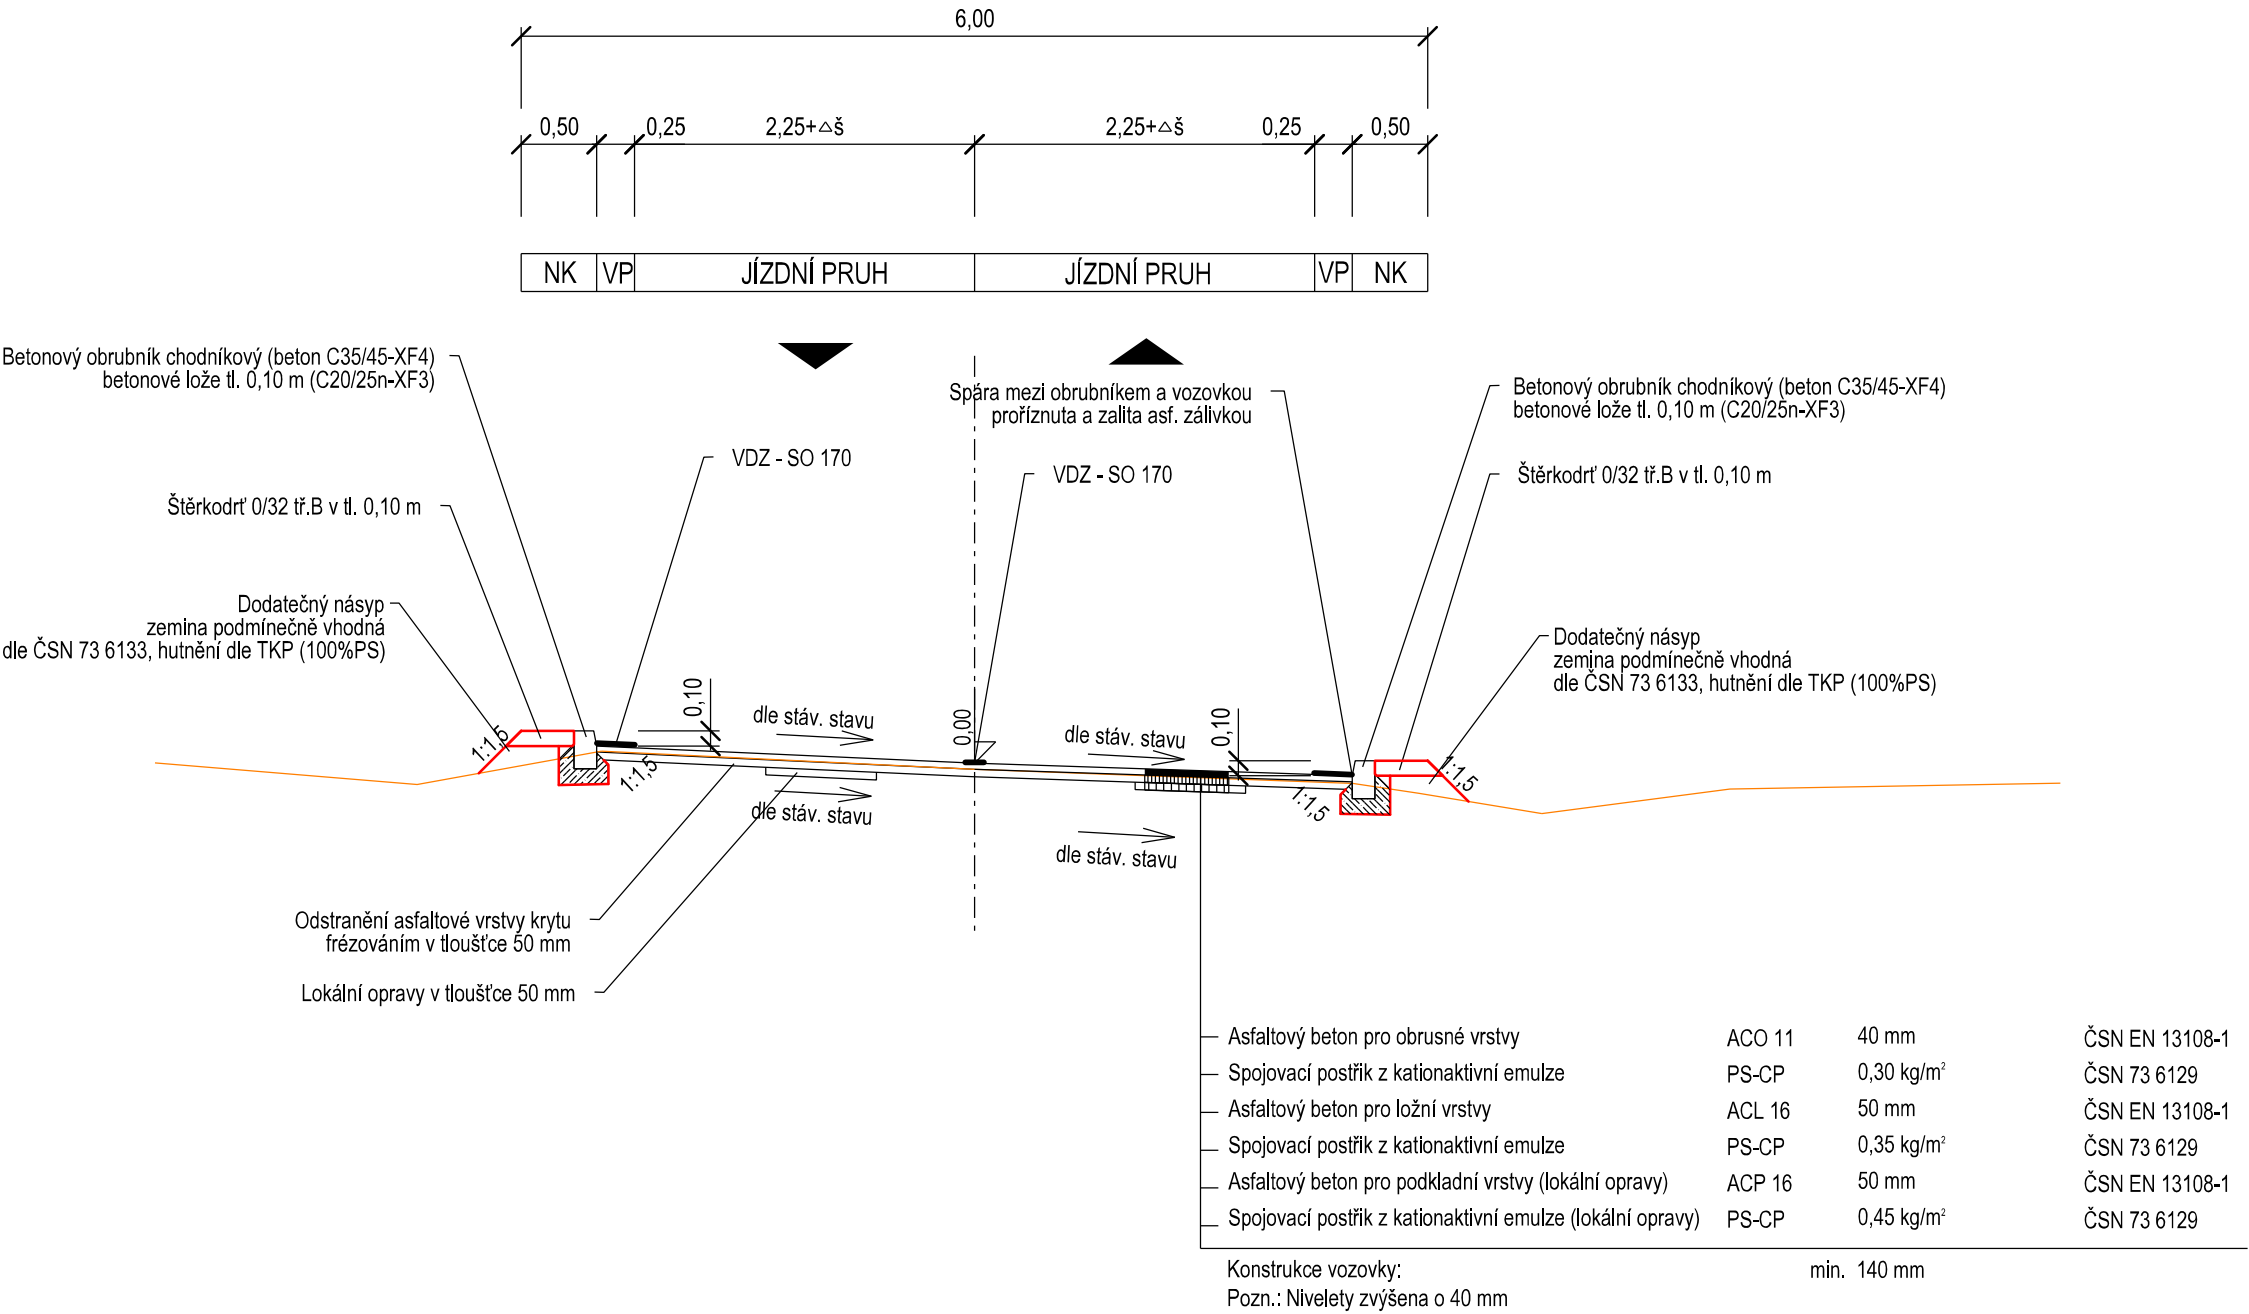 6,00
0,50 0,25 2,25+△š 2,25+△š 0,25 0,50
NK VP JÍZDNÍ PRUH JÍZDNÍ PRUH VP NK
Betonový obrubník chodníkový (beton C35/45-XF4)
betonové lože tl. 0,10 m (C20/25n-XF3)
Spára mezi obrubníkem a vozovkou
proříznuta a zalita asf. zálivkou
Betonový obrubník chodníkový (beton C35/45-XF4)
betonové lože tl. 0,10 m (C20/25n-XF3)
VDZ - SO 170
VDZ - SO 170
Štěrkodrť 0/32 tř.B v tl. 0,10 m
Štěrkodrť 0/32 tř.B v tl. 0,10 m
Dodatečný násyp
zemina podmínečně vhodná
dle ČSN 73 6133, hutnění dle TKP (100%PS)
Dodatečný násyp
zemina podmínečně vhodná
dle ČSN 73 6133, hutnění dle TKP (100%PS)
1:1,5
1:1,5
0,10
dle stáv. stavu
dle stáv. stavu
0,00
dle stáv. stavu
dle stáv. stavu
0,10
1:1,5
1:1,5
Odstranění asfaltové vrstvy krytu
frézováním v tloušťce 50 mm
Lokální opravy v tloušťce 50 mm
Asfaltový beton pro obrusné vrstvy ACO 11 40 mm ČSN EN 13108-1
Spojovací postřik z kationaktivní emulze PS-CP 0,30 kg/m² ČSN 73 6129
Asfaltový beton pro ložní vrstvy ACL 16 50 mm ČSN EN 13108-1
Spojovací postřik z kationaktivní emulze PS-CP 0,35 kg/m² ČSN 73 6129
Asfaltový beton pro podkladní vrstvy (lokální opravy) ACP 16 50 mm ČSN EN 13108-1
Spojovací postřik z kationaktivní emulze (lokální opravy) PS-CP 0,45 kg/m² ČSN 73 6129
Konstrukce vozovky: min. 140 mm
Pozn.: Nivelety zvýšena o 40 mm